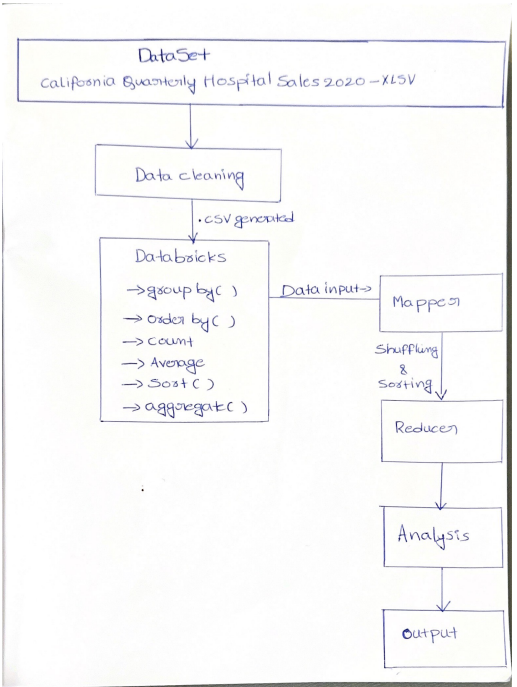 DataSet
California Quarterly Hospital Sales 2020 - XLSV
Data cleaning
.csv generated
Databricks
→ group by( )
→ order by( )
→ count
→ Average
→ Sort( )
→ aggregate( )
Data input→
Mapper
Shuffling
&
Sorting
Reducer
Analysis
output